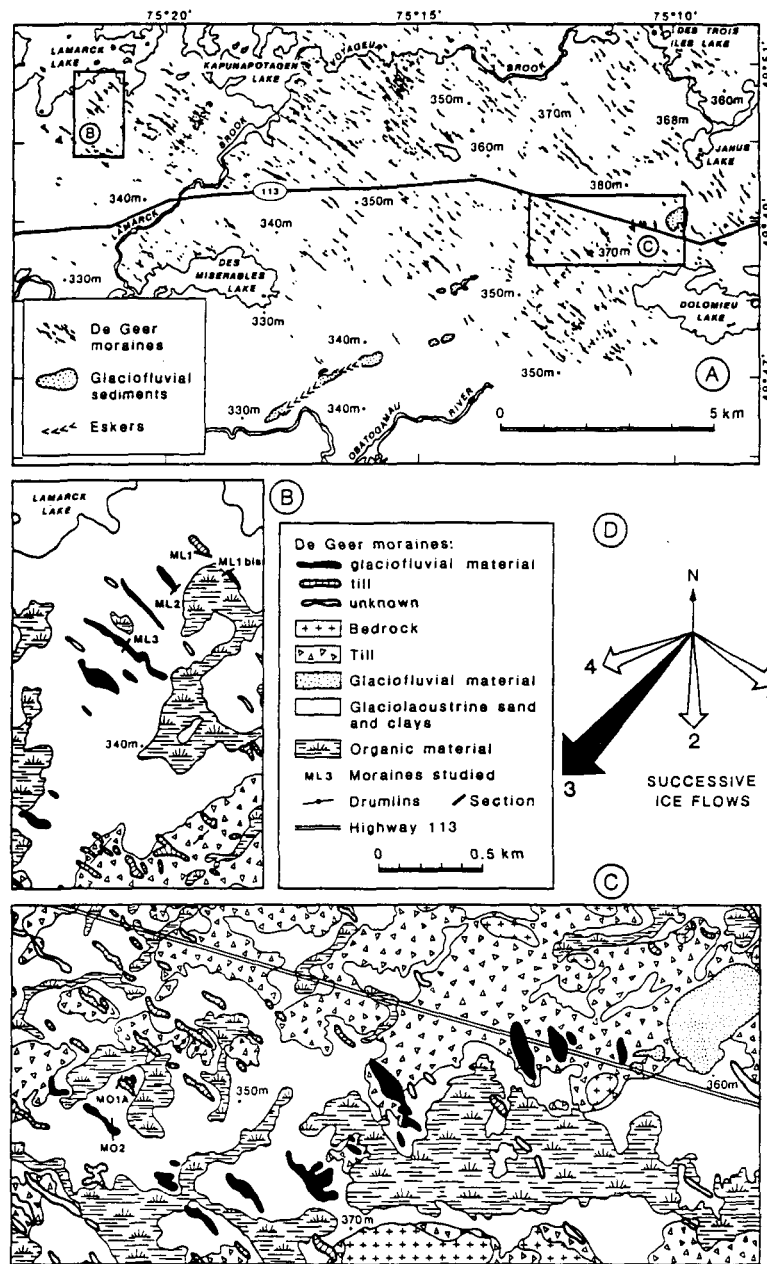 75°20' 75°15' 75°10'
LAMARCK LAKE
KAPUNAPOTAGEN LAKE
VOYAGEUR BROOK
DES TROIS ILES LAKE
350m 370m 360m
360m 368m
B
JANUS LAKE
340m 113 350m 380m
LAMARCK BROOK
340m
49°49'
370m C
DES MISERABLES LAKE
330m
350m
330m
DOLOMIEU LAKE
De Geer moraines
Glaciofluvial sediments
Eskers
340m
350m
A
49°47'
330m 340m
OBATOGAMAU RIVER
0 5 km
LAMARCK LAKE
B
ML1
ML1 bis
ML2
ML3
340m
De Geer moraines:
glaciofluvial material
till
unknown
Bedrock
Till
Glaciofluvial material
Glaciolaoustrine sand and clays
Organic material
ML3 Moraines studied
Drumlins Section
Highway 113
0 0.5 km
D
N
4
2
3
SUCCESSIVE ICE FLOWS
C
MO1A
350m
MO2
360m
370m